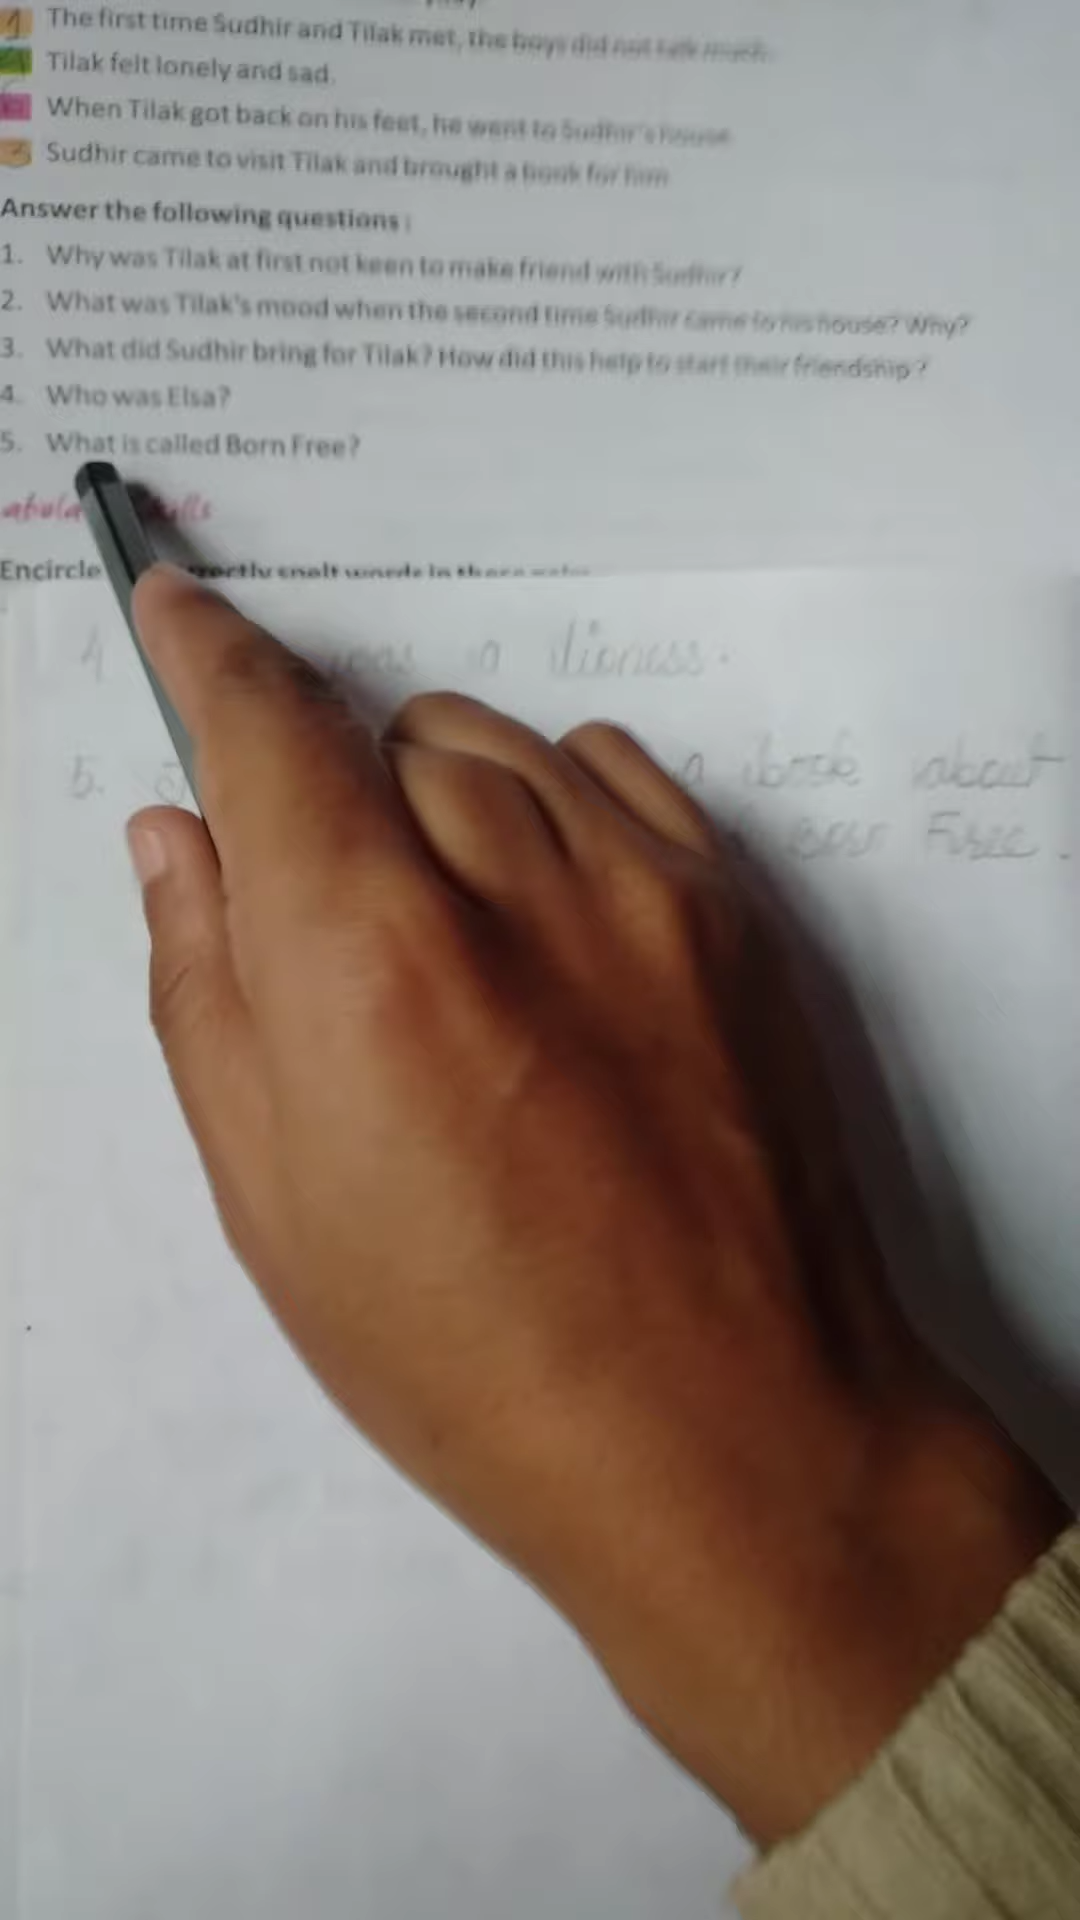 1 The first time Sudhir and Tilak met, the boys did not talk much.
Tilak felt lonely and sad.
When Tilak got back on his feet, he went to Sudhir's house.
3 Sudhir came to visit Tilak and brought a book for him.
Answer the following questions :
1. Why was Tilak at first not keen to make friend with Sudhir?
2. What was Tilak's mood when the second time Sudhir came to his house? Why?
3. What did Sudhir bring for Tilak? How did this help to start their friendship?
4. Who was Elsa?
5. What is called Born Free?
Encircle
4 was a lioness.
5. a book about
Free.